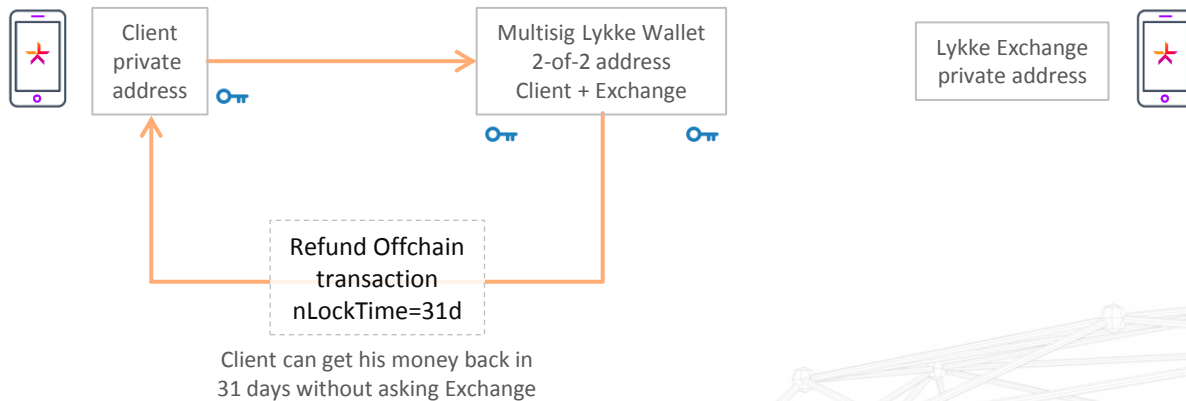 Client
private
address
Multisig Lykke Wallet
2-of-2 address
Client + Exchange
Lykke Exchange
private address
Refund Offchain
transaction
nLockTime=31d
Client can get his money back in
31 days without asking Exchange